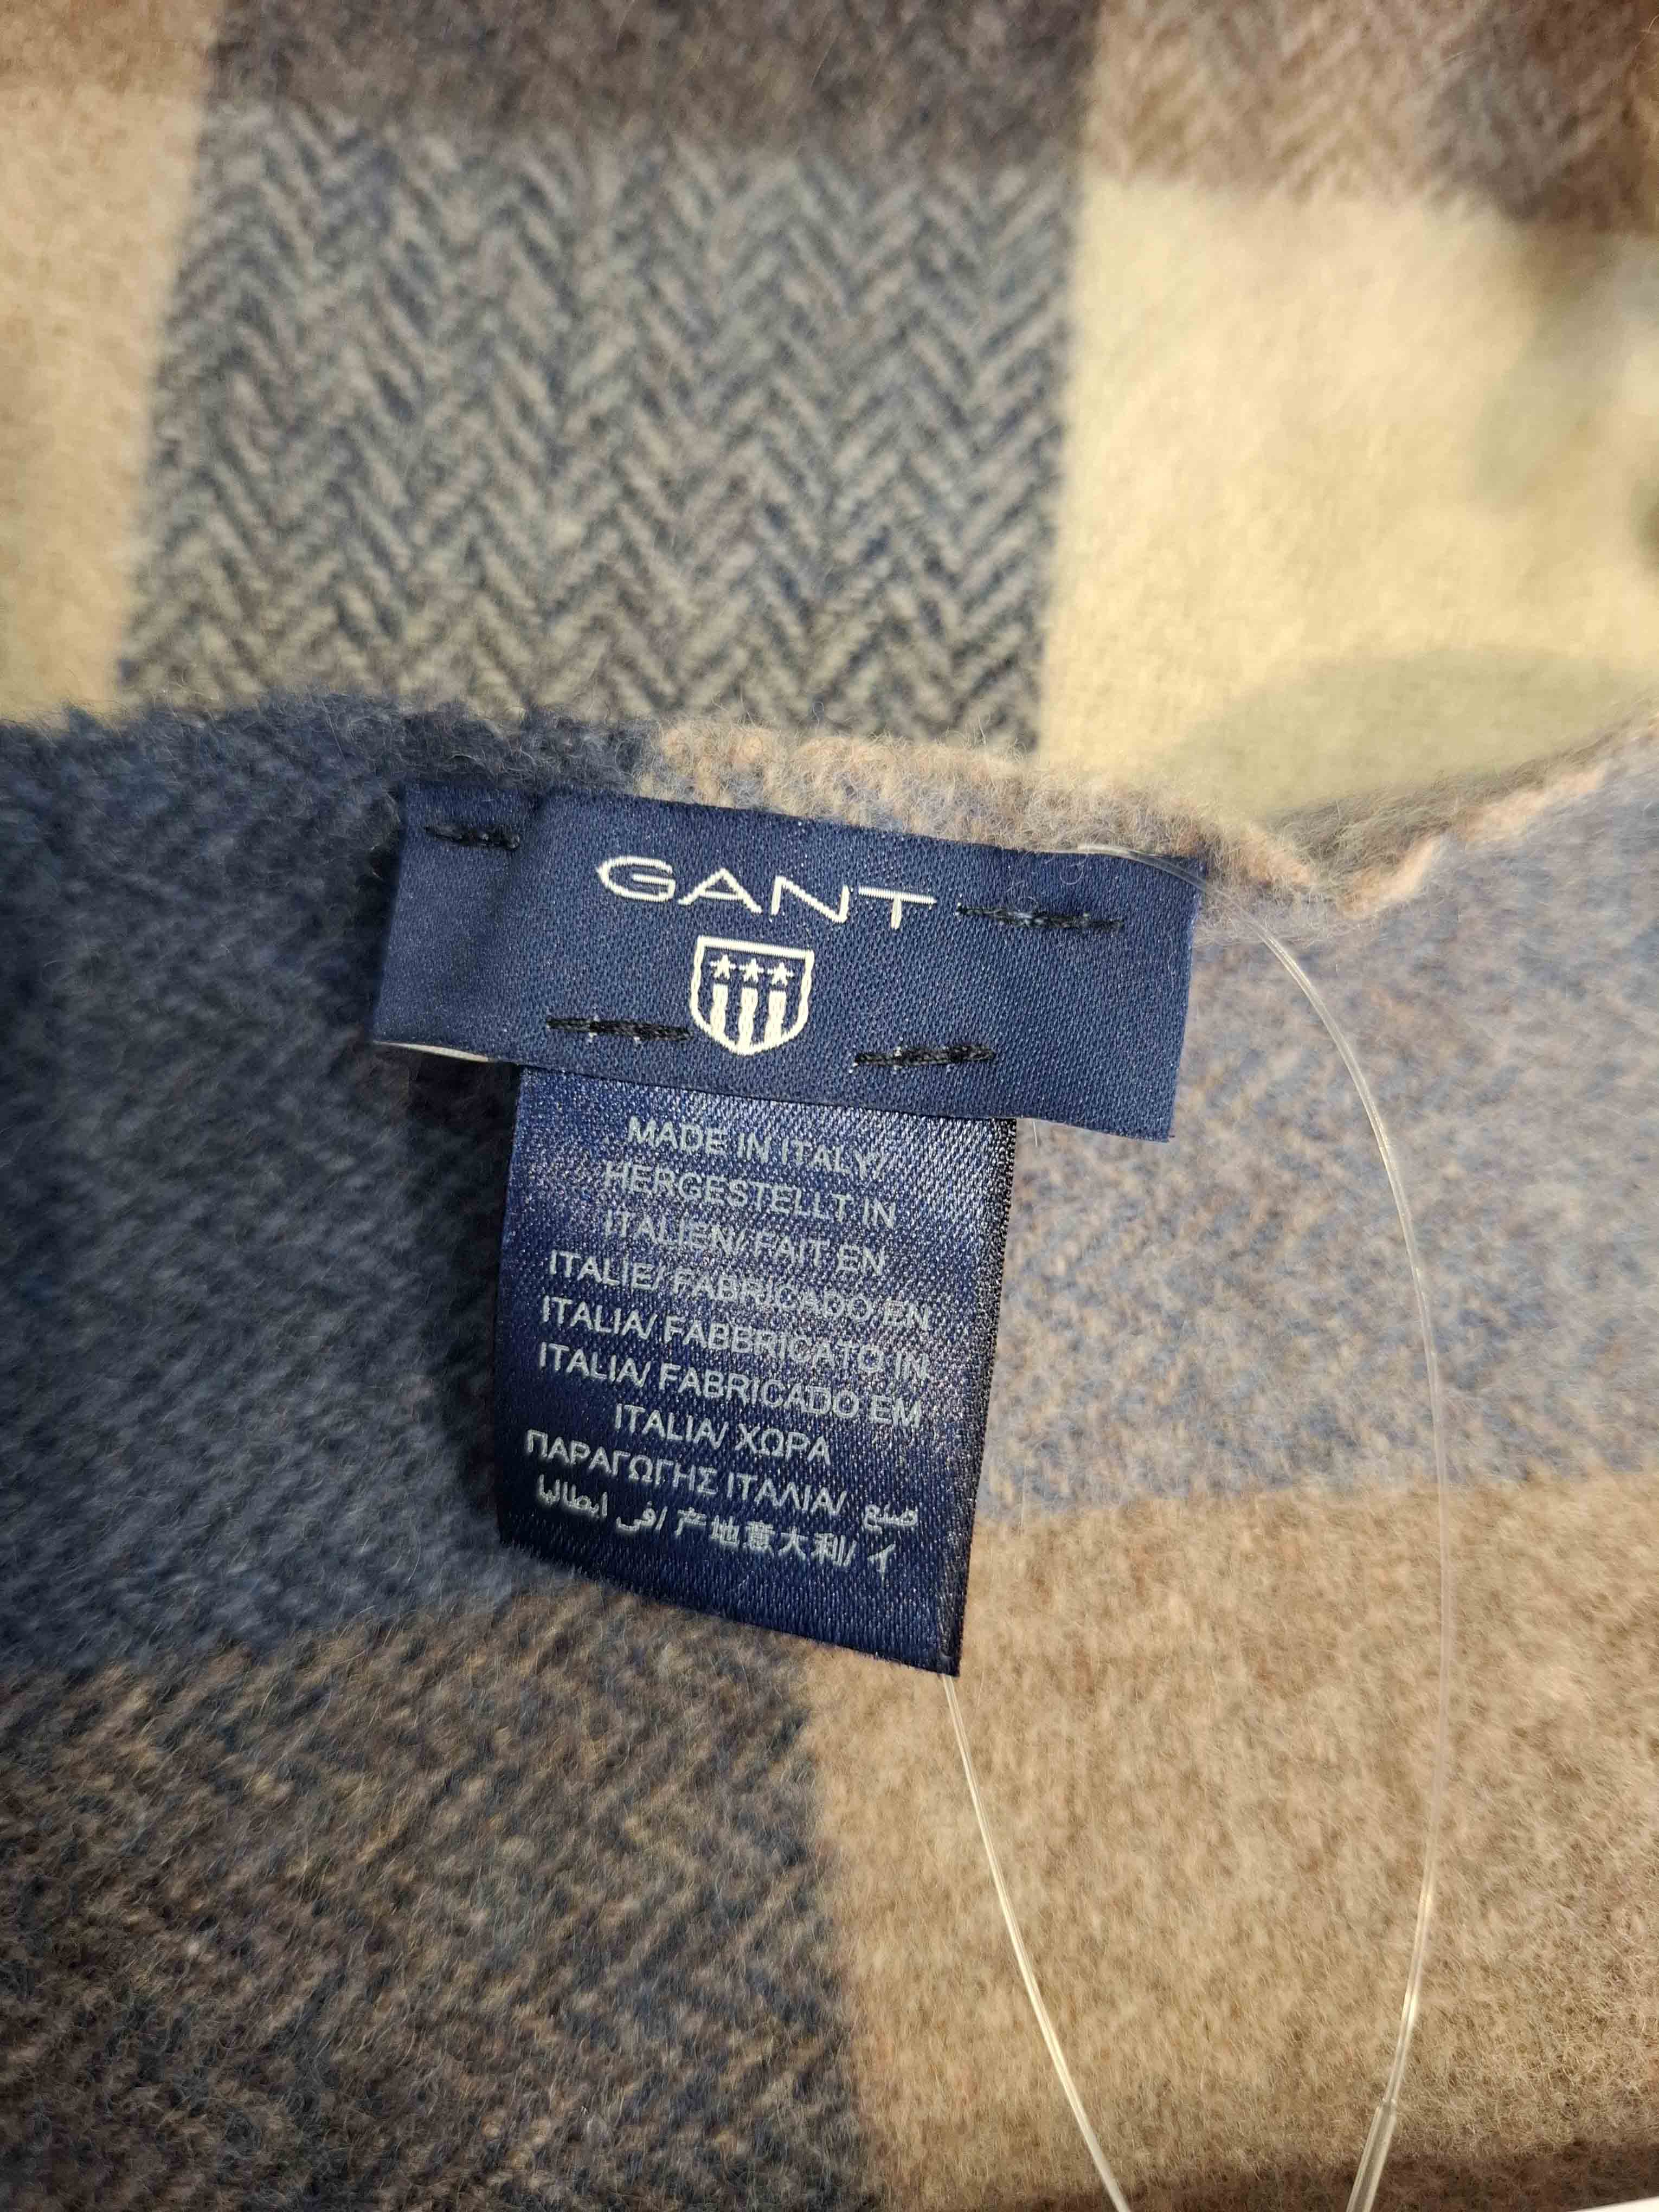 GANT
MADE IN ITALY/
HERGESTELLT IN
ITALIEN/ FAIT EN
ITALIE/ FABRICADO EN
ITALIA/ FABBRICATO IN
ITALIA/ FABRICADO EM
ITALIA/ ΧΩΡΑ
ΠΑΡΑΓΩΓΗΣ ΙΤΑΛΙΑ/ صنع
في ايطاليا/ 产地意大利/ イ